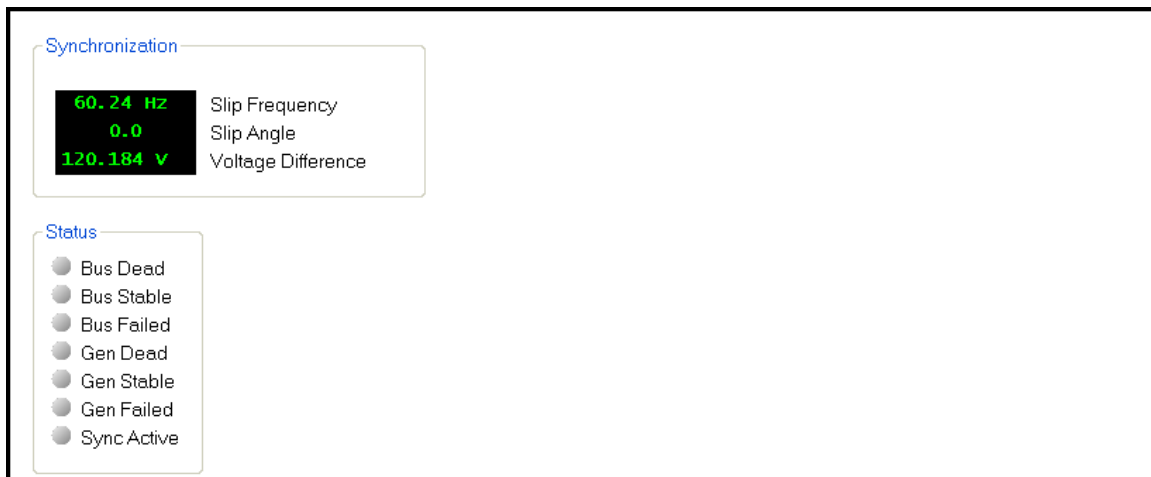 Synchronization
60.24 Hz Slip Frequency
0.0 Slip Angle
120.184 V Voltage Difference
Status
Bus Dead
Bus Stable
Bus Failed
Gen Dead
Gen Stable
Gen Failed
Sync Active